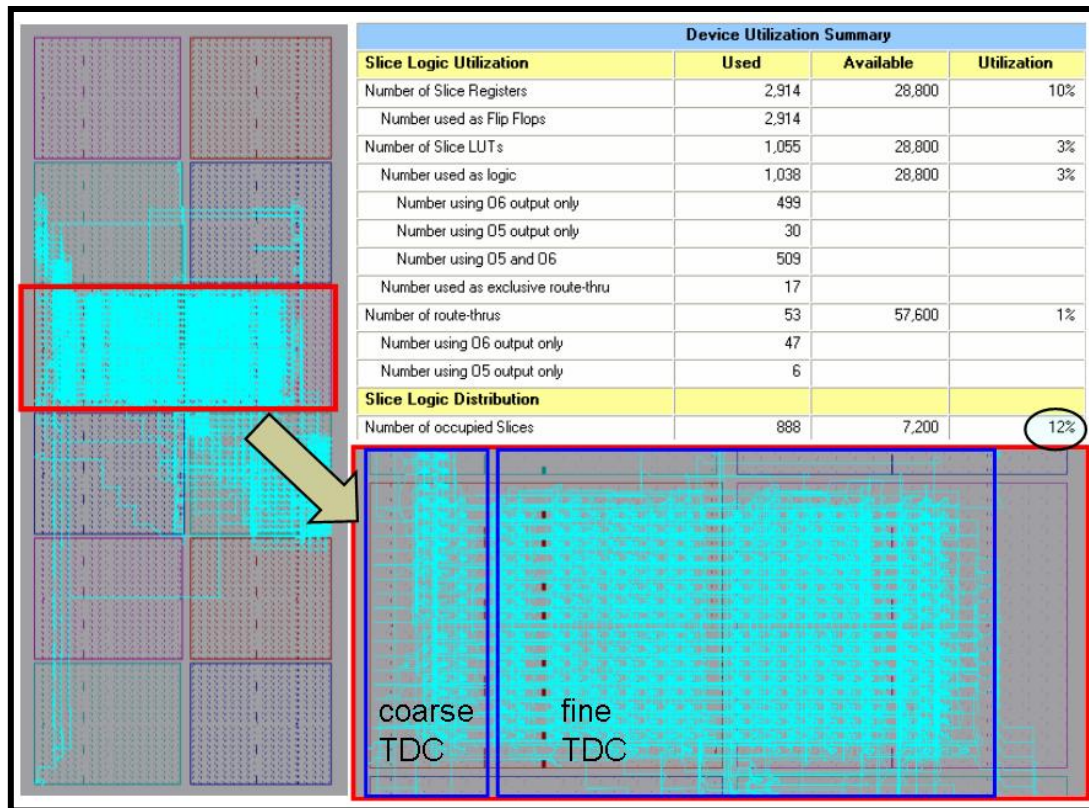 Device Utilization Summary
Slice Logic Utilization Used Available Utilization
Number of Slice Registers 2,914 28,800 10%
Number used as Flip Flops 2,914
Number of Slice LUTs 1,055 28,800 3%
Number used as logic 1,038 28,800 3%
Number using O6 output only 499
Number using O5 output only 30
Number using O5 and O6 509
Number used as exclusive route-thru 17
Number of route-thrus 53 57,600 1%
Number using O6 output only 47
Number using O5 output only 6
Slice Logic Distribution
Number of occupied Slices 888 7,200 12%
coarse TDC
fine TDC